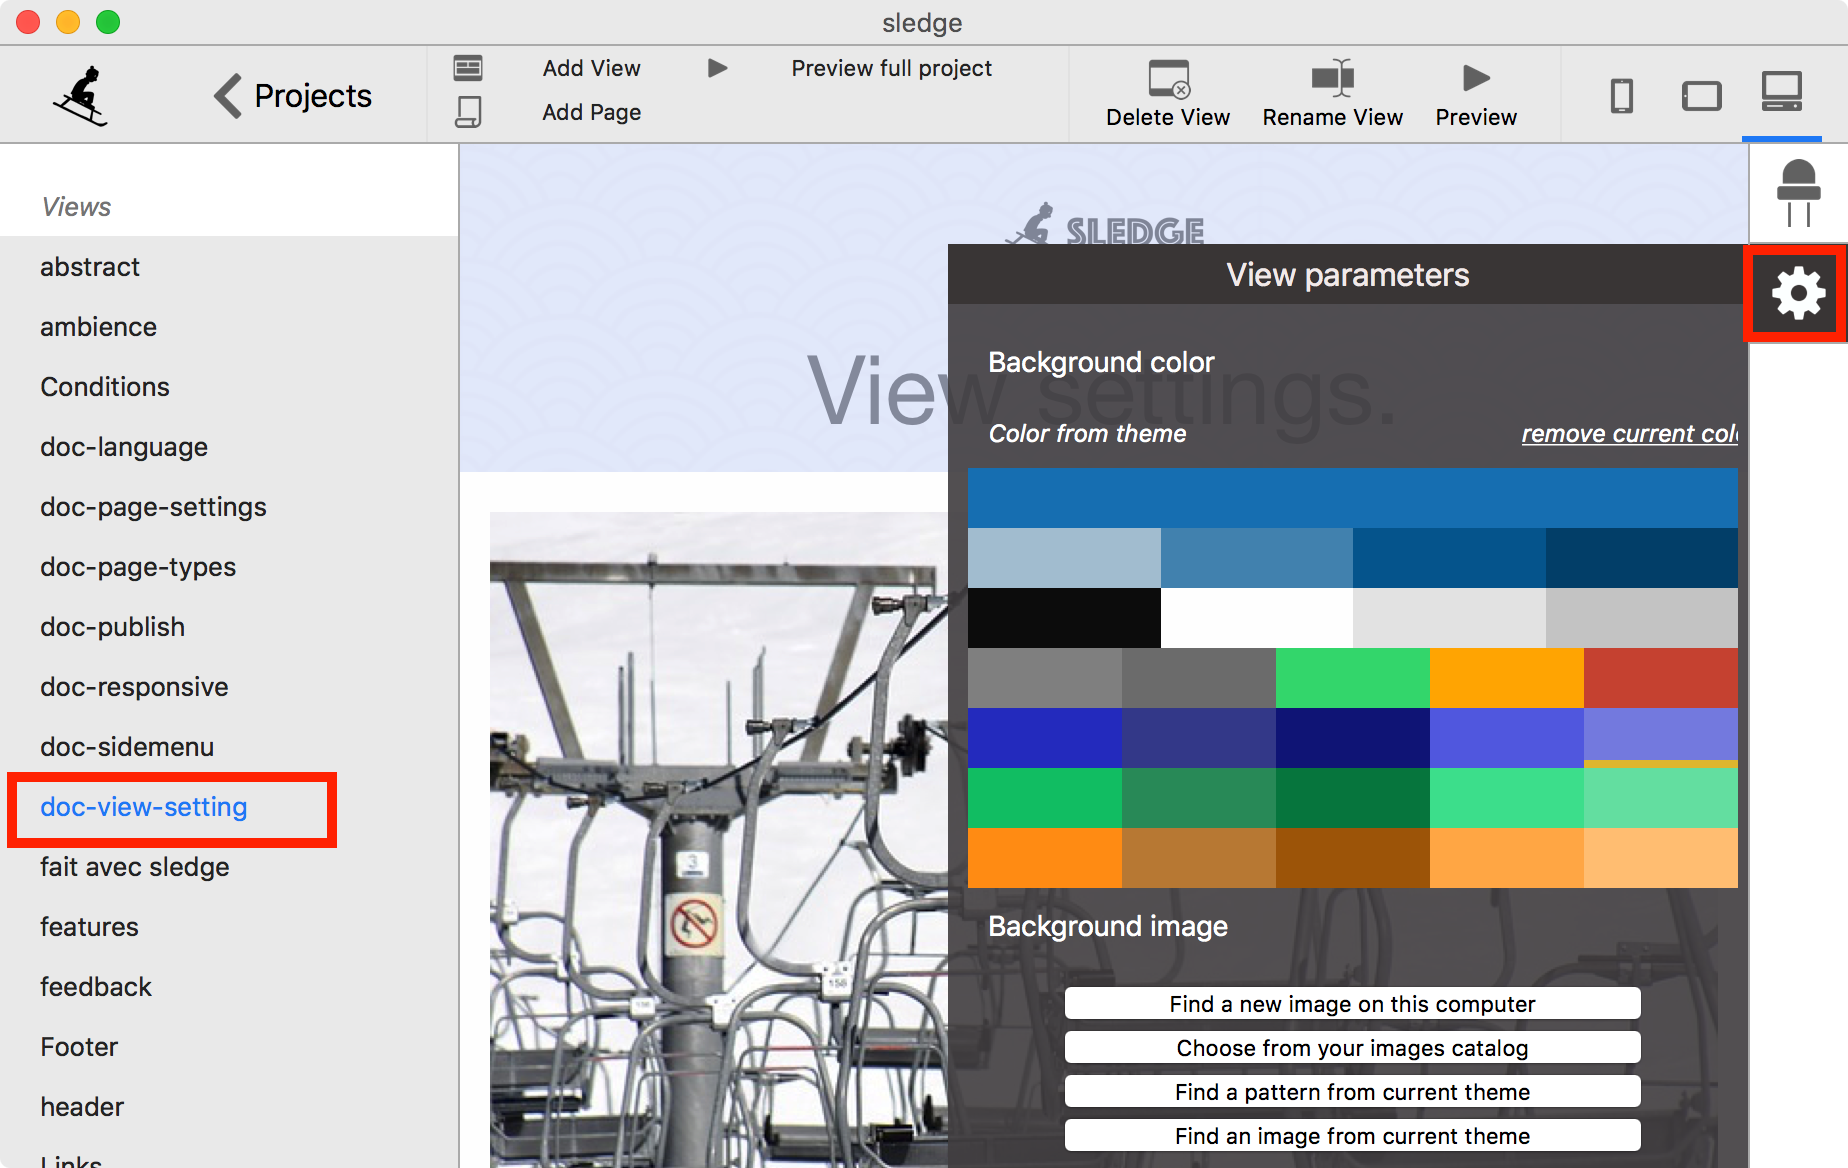 sledge
Projects
Add View
Preview full project
Add Page
Delete View
Rename View
Preview
Views
abstract
ambience
Conditions
doc-language
doc-page-settings
doc-page-types
doc-publish
doc-responsive
doc-sidemenu
doc-view-setting
fait avec sledge
features
feedback
Footer
header
Links
SLEDGE
View settings.
View parameters
Background color
Color from theme
remove current col
3
158
Background image
Find a new image on this computer
Choose from your images catalog
Find a pattern from current theme
Find an image from current theme